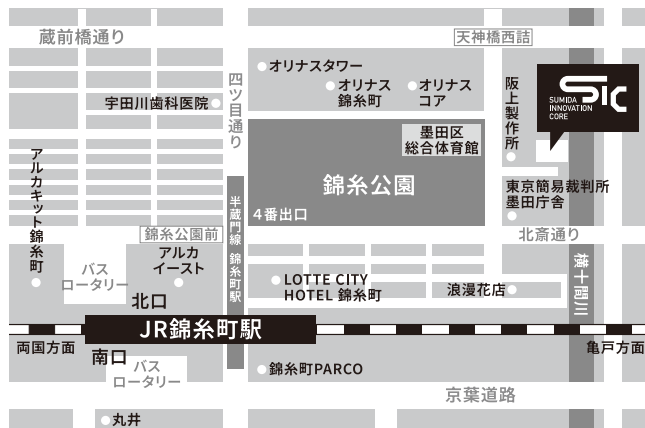 蔵前橋通り
天神橋西詰
オリナスタワー
四ツ目通り
オリナス
錦糸町
オリナス
コア
阪上製作所
SIC
SUMIDA
INNOVATION
CORE
宇田川歯科医院
墨田区
総合体育館
アルカキット錦糸町
錦糸公園
東京簡易裁判所
墨田庁舎
半蔵門線 錦糸町駅
4番出口
錦糸公園前
北斎通り
アルカ
イースト
バス
ロータリー
横十間川
LOTTE CITY
HOTEL 錦糸町
浪漫花店
北口
JR錦糸町駅
両国方面
亀戸方面
南口
バス
ロータリー
錦糸町PARCO
京葉道路
丸井